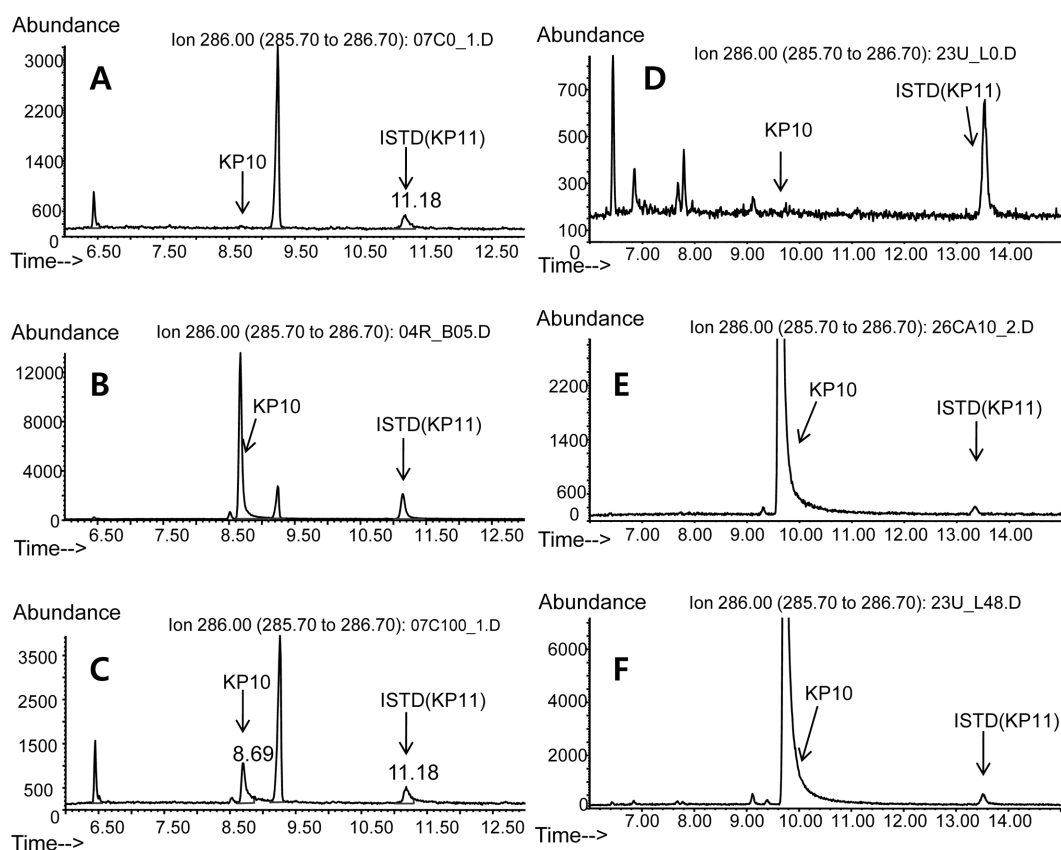 Abundance
Ion 286.00 (285.70 to 286.70): 07C0_1.D
3000
2200
1400
600
0
A
KP10
ISTD(KP11)
11.18
6.50 7.50 8.50 9.50 10.50 11.50 12.50
Time-->
Abundance
Ion 286.00 (285.70 to 286.70): 04R_B05.D
12000
8000
4000
0
B
KP10
ISTD(KP11)
6.50 7.50 8.50 9.50 10.50 11.50 12.50
Time-->
Abundance
Ion 286.00 (285.70 to 286.70): 07C100_1.D
3500
2500
1500
500
0
C
KP10
8.69
ISTD(KP11)
11.18
6.50 7.50 8.50 9.50 10.50 11.50 12.50
Time-->
Abundance
Ion 286.00 (285.70 to 286.70): 23U_L0.D
700
500
300
100
0
D
KP10
ISTD(KP11)
7.00 8.00 9.00 10.00 11.00 12.00 13.00 14.00
Time-->
Abundance
Ion 286.00 (285.70 to 286.70): 26CA10_2.D
2200
1400
600
0
E
KP10
ISTD(KP11)
7.00 8.00 9.00 10.00 11.00 12.00 13.00 14.00
Time-->
Abundance
Ion 286.00 (285.70 to 286.70): 23U_L48.D
6000
4000
2000
0
F
KP10
ISTD(KP11)
7.00 8.00 9.00 10.00 11.00 12.00 13.00 14.00
Time-->